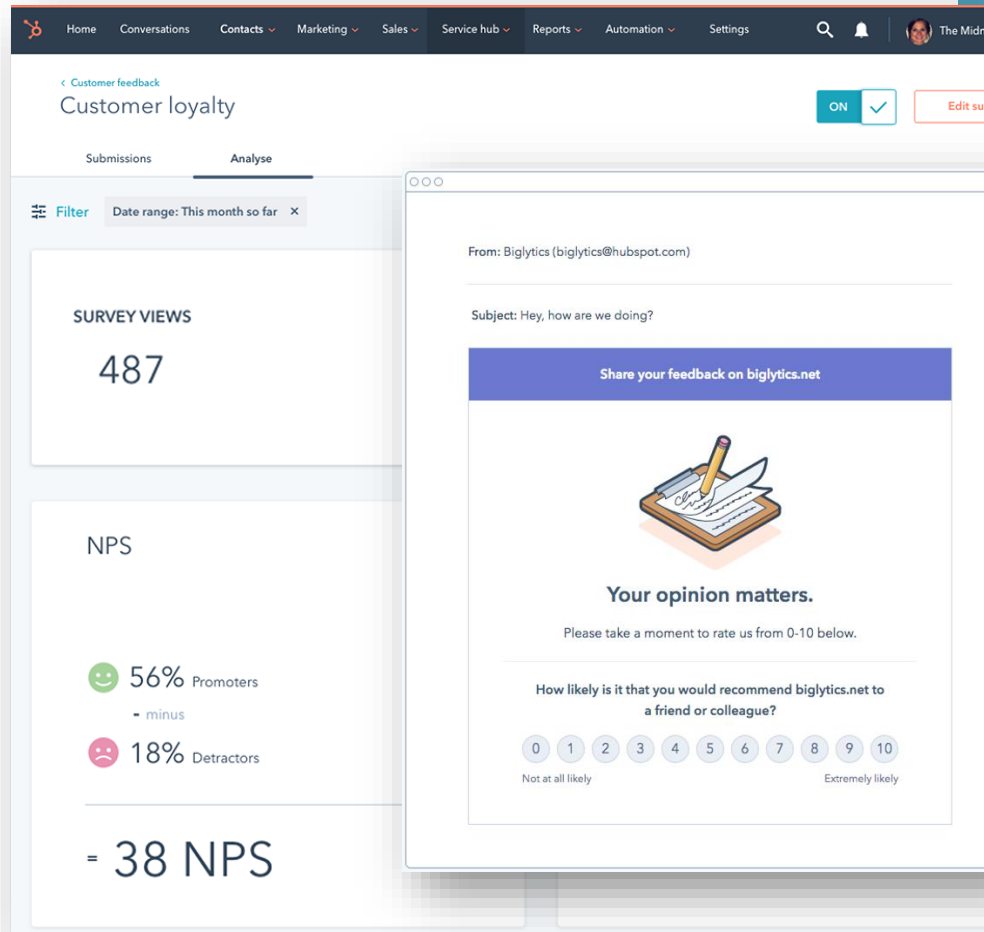 Home Conversations Contacts Marketing Sales Service hub Reports Automation Settings The Midn
Customer feedback
Customer loyalty
ON
Edit su
Submissions Analyse
Filter Date range: This month so far ×
SURVEY VIEWS
487
NPS
56% Promoters
- minus
18% Detractors
= 38 NPS
From: Biglytics (biglytics@hubspot.com)
Subject: Hey, how are we doing?
Share your feedback on biglytics.net
Your opinion matters.
Please take a moment to rate us from 0-10 below.
How likely is it that you would recommend biglytics.net to
a friend or colleague?
0 1 2 3 4 5 6 7 8 9 10
Not at all likely Extremely likely